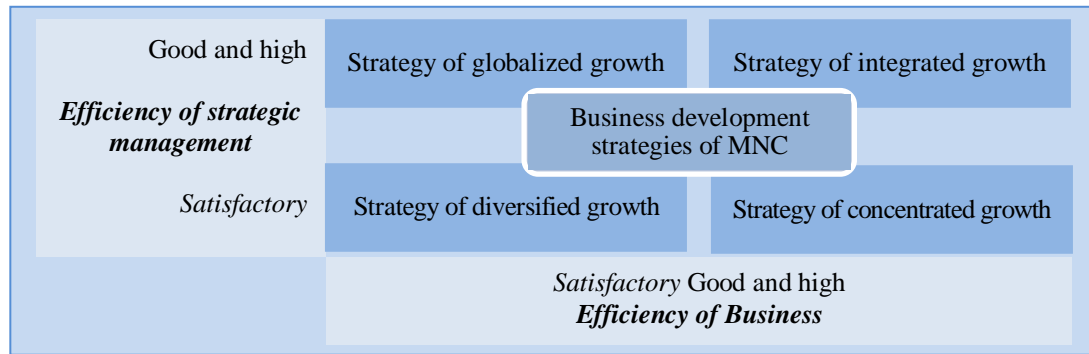 Good and high
Efficiency of strategic
management
Satisfactory
Strategy of globalized growth
Strategy of integrated growth
Business development
strategies of MNC
Strategy of diversified growth
Strategy of concentrated growth
Satisfactory Good and high
Efficiency of Business